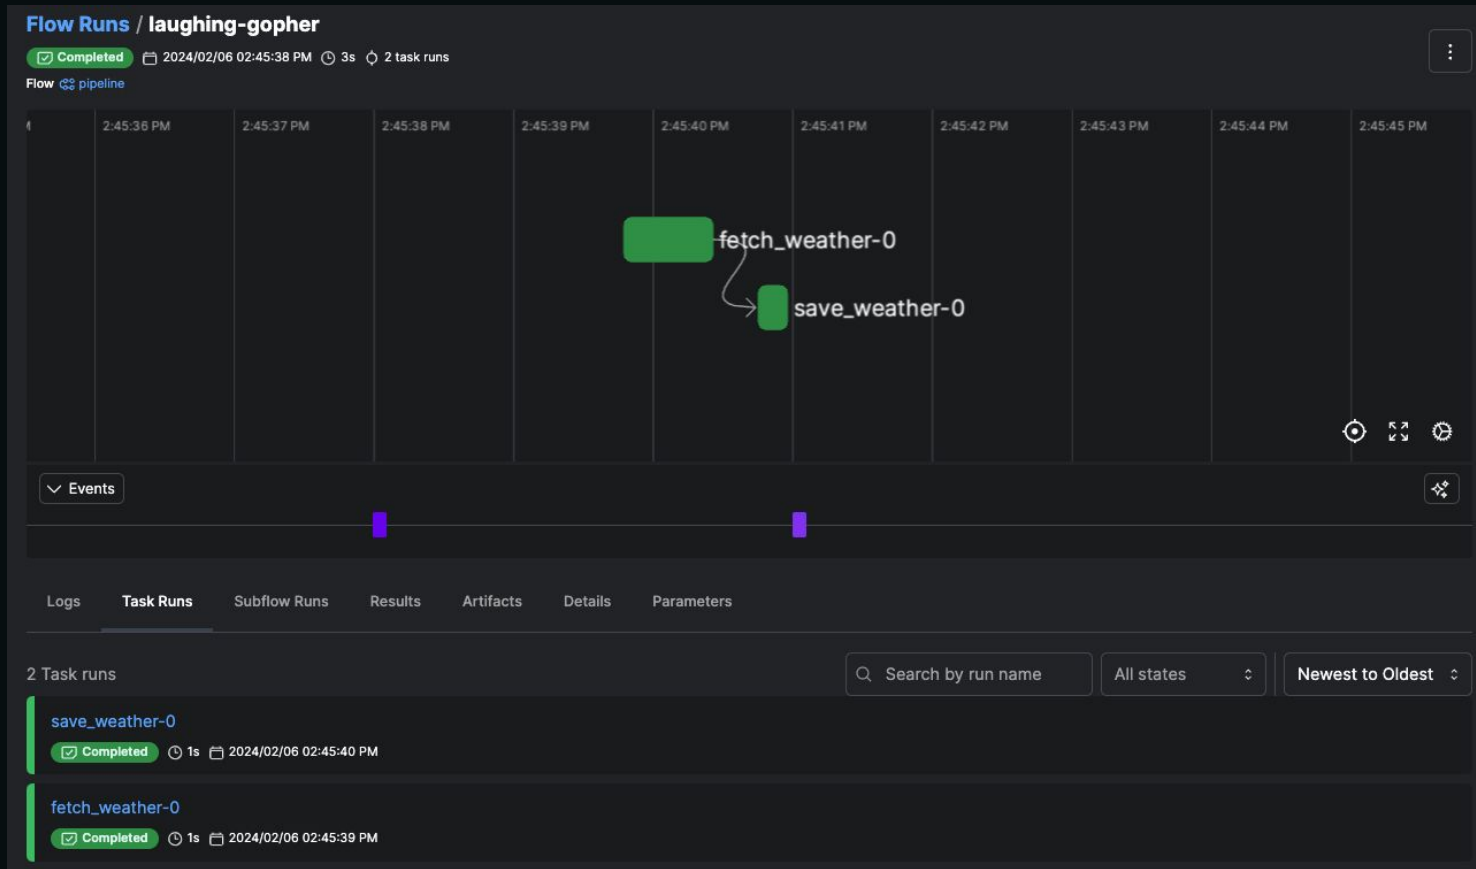 Flow Runs / laughing-gopher
Completed 2024/02/06 02:45:38 PM 3s 2 task runs
Flow pipeline
2:45:36 PM 2:45:37 PM 2:45:38 PM 2:45:39 PM 2:45:40 PM 2:45:41 PM 2:45:42 PM 2:45:43 PM 2:45:44 PM 2:45:45 PM
fetch_weather-0
save_weather-0
Events
Logs Task Runs Subflow Runs Results Artifacts Details Parameters
2 Task runs Search by run name All states Newest to Oldest
save_weather-0
Completed 1s 2024/02/06 02:45:40 PM
fetch_weather-0
Completed 1s 2024/02/06 02:45:39 PM